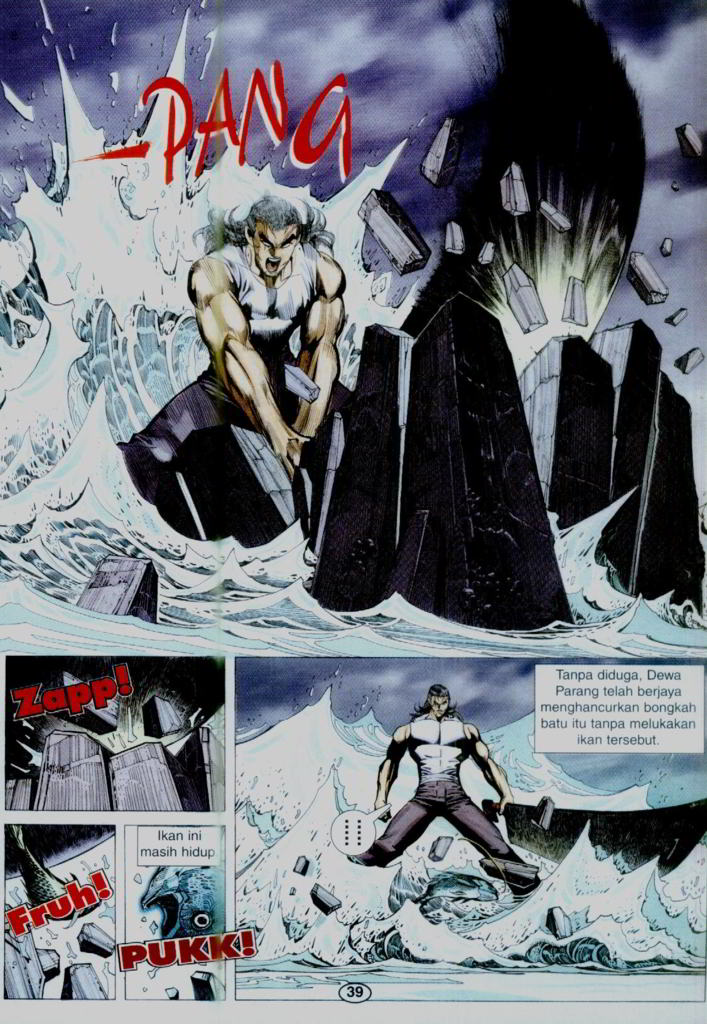 PANG
Zapp!
Fruh!
Ikan ini
masih hidup
PUKK!
Tanpa diduga, Dewa
Parang telah berjaya
menghancurkan bongkah
batu itu tanpa melukakan
ikan tersebut.
39